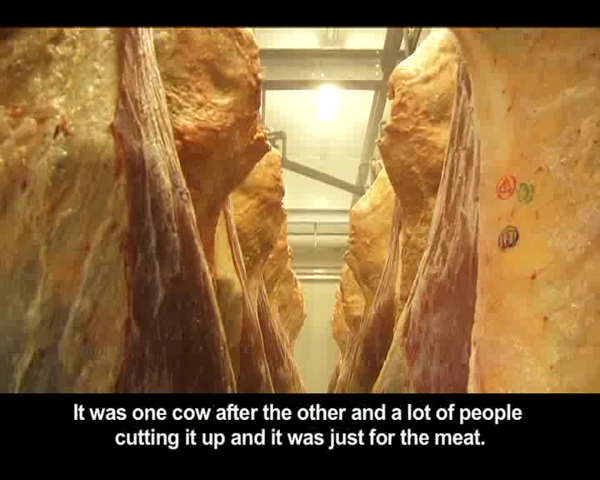 It was one cow after the other and a lot of people
cutting it up and it was just for the meat.